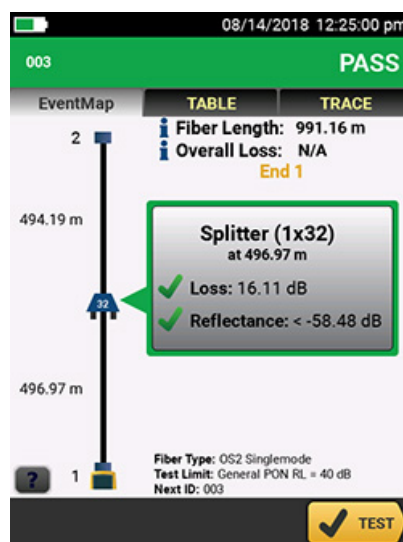 08/14/2018 12:25:00 pm
003
PASS
EventMap
TABLE
TRACE
2
Fiber Length: 991.16 m
Overall Loss: N/A
End 1
494.19 m
Splitter (1x32)
at 496.97 m
Loss: 16.11 dB
32
Reflectance: < -58.48 dB
496.97 m
Fiber Type: OS2 Singlemode
Test Limit: General PON RL = 40 dB
Next ID: 003
?
1
TEST